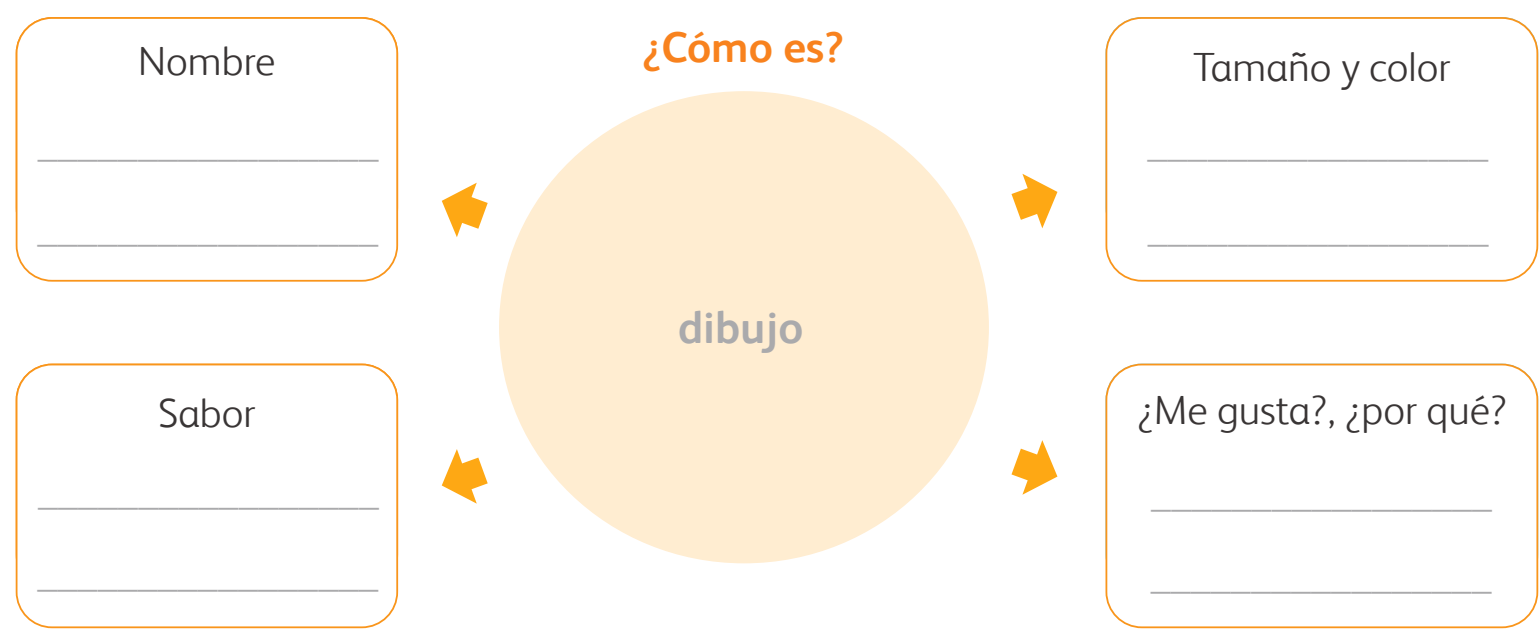 ¿Cómo es?
Nombre
Tamaño y color
dibujo
Sabor
¿Me gusta?, ¿por qué?